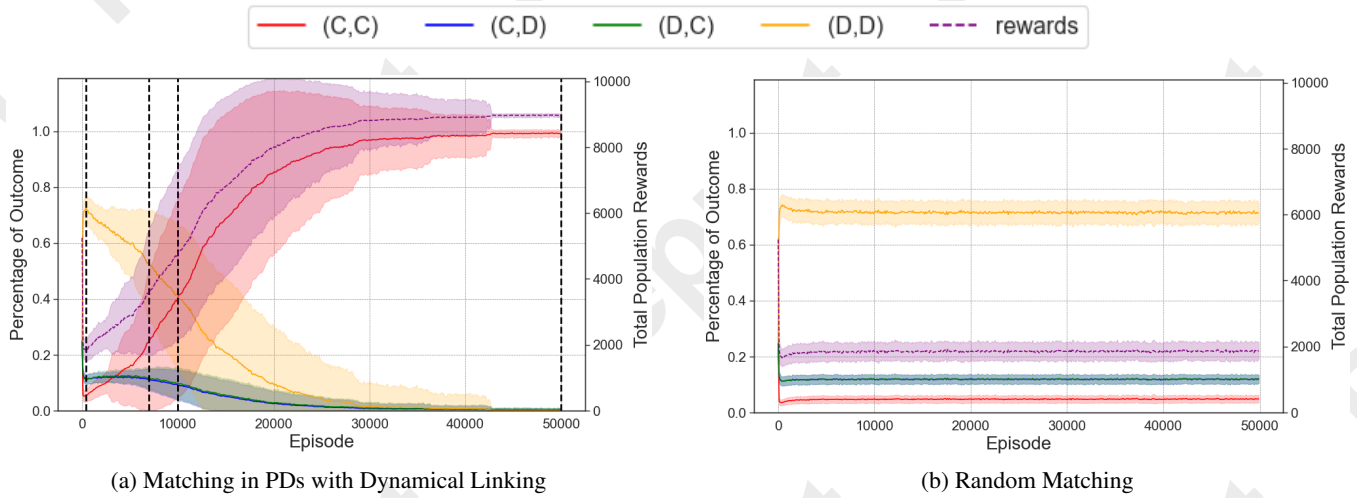 (C,C) (C,D) (D,C) (D,D) rewards
Percentage of Outcome
1.0
0.8
0.6
0.4
0.2
0.0
0 10000 20000 30000 40000 50000
Episode
10000
8000
6000
4000
2000
0
Total Population Rewards
(a) Matching in PDs with Dynamical Linking
Percentage of Outcome
1.0
0.8
0.6
0.4
0.2
0.0
0 10000 20000 30000 40000 50000
Episode
10000
8000
6000
4000
2000
0
Total Population Rewards
(b) Random Matching